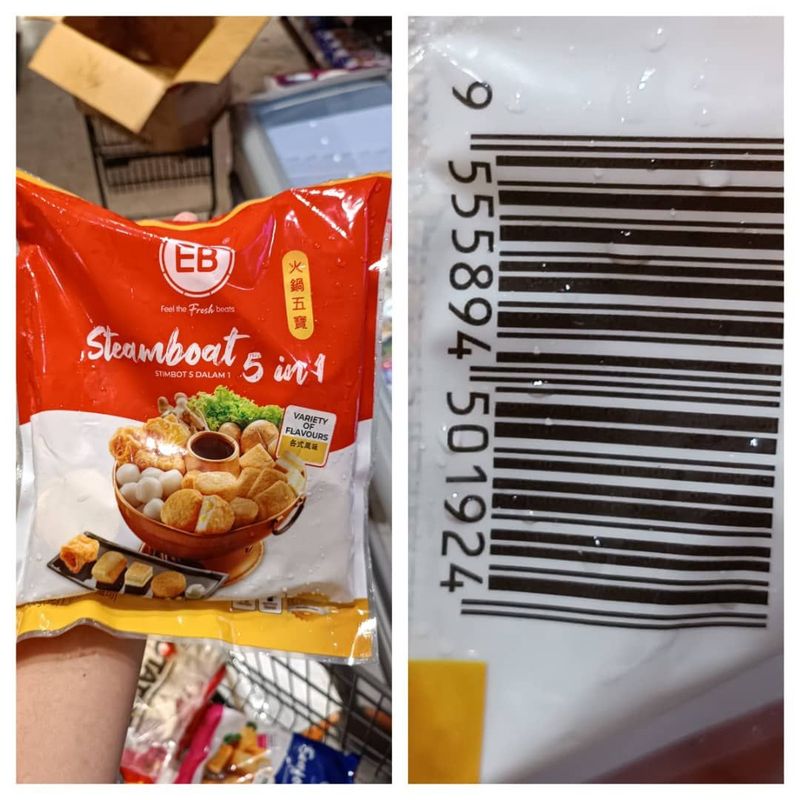 EB
Feel the Fresh beats
火鍋五寶
Steamboat 5 in 1
STIMBOT 5 DALAM 1
VARIETY
OF
FLAVOURS
各式風味
9 555894 501924